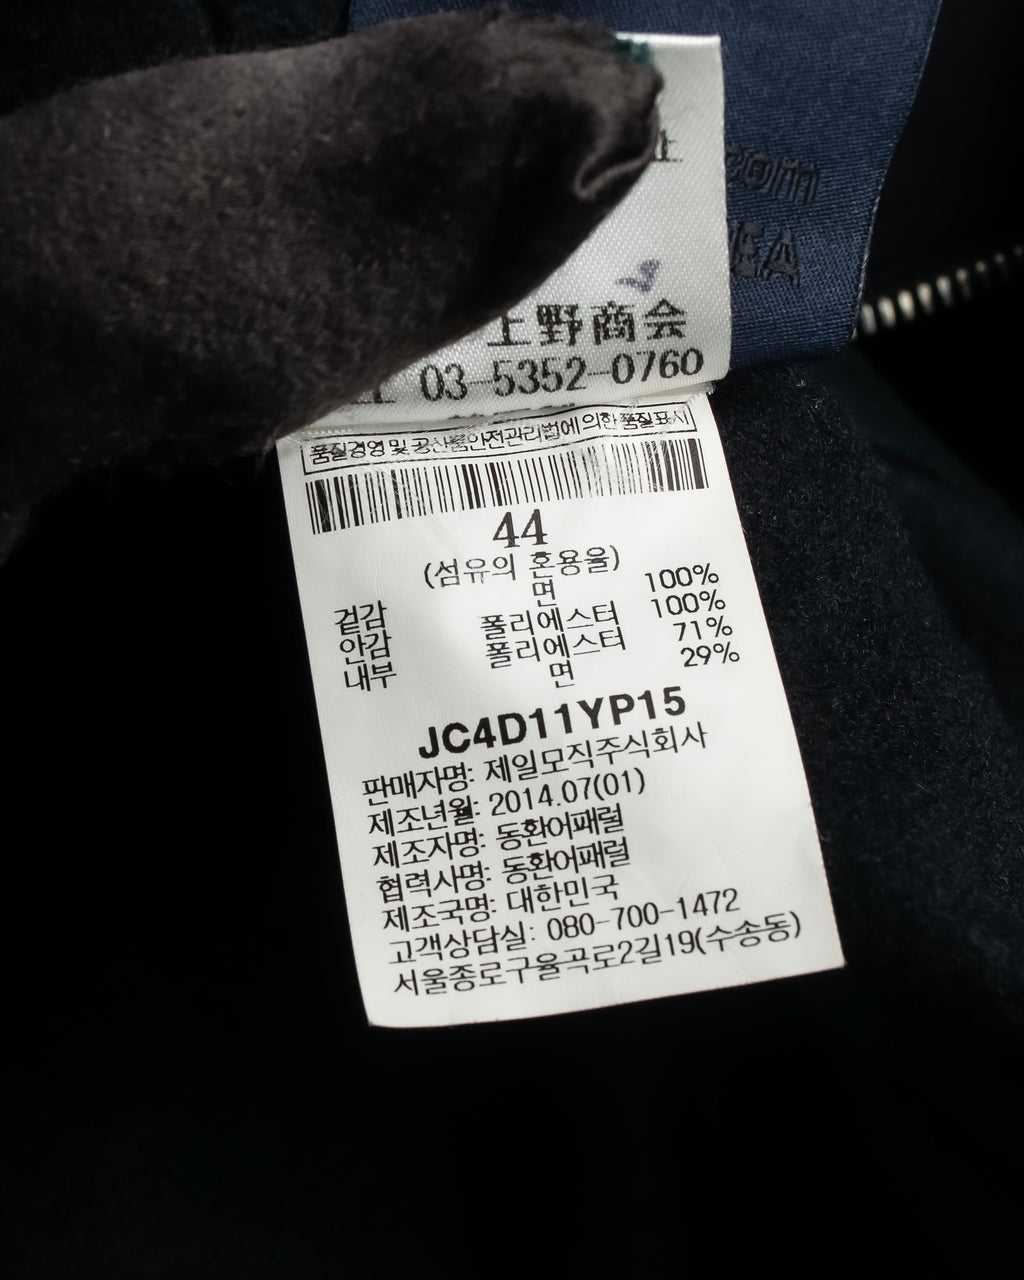 com
EA
上野商会
03-5352-0760
품질경영 및 공산품안전관리법에 의한 품질표시
44
(섬유의 혼용율)
겉감 면 100%
안감 폴리에스터 100%
내부 폴리에스터 71%
면 29%
JC4D11YP15
판매자명: 제일모직주식회사
제조년월: 2014.07(01)
제조자명: 동환어패럴
협력사명: 동환어패럴
제조국명: 대한민국
고객상담실: 080-700-1472
서울종로구율곡로2길19(수송동)